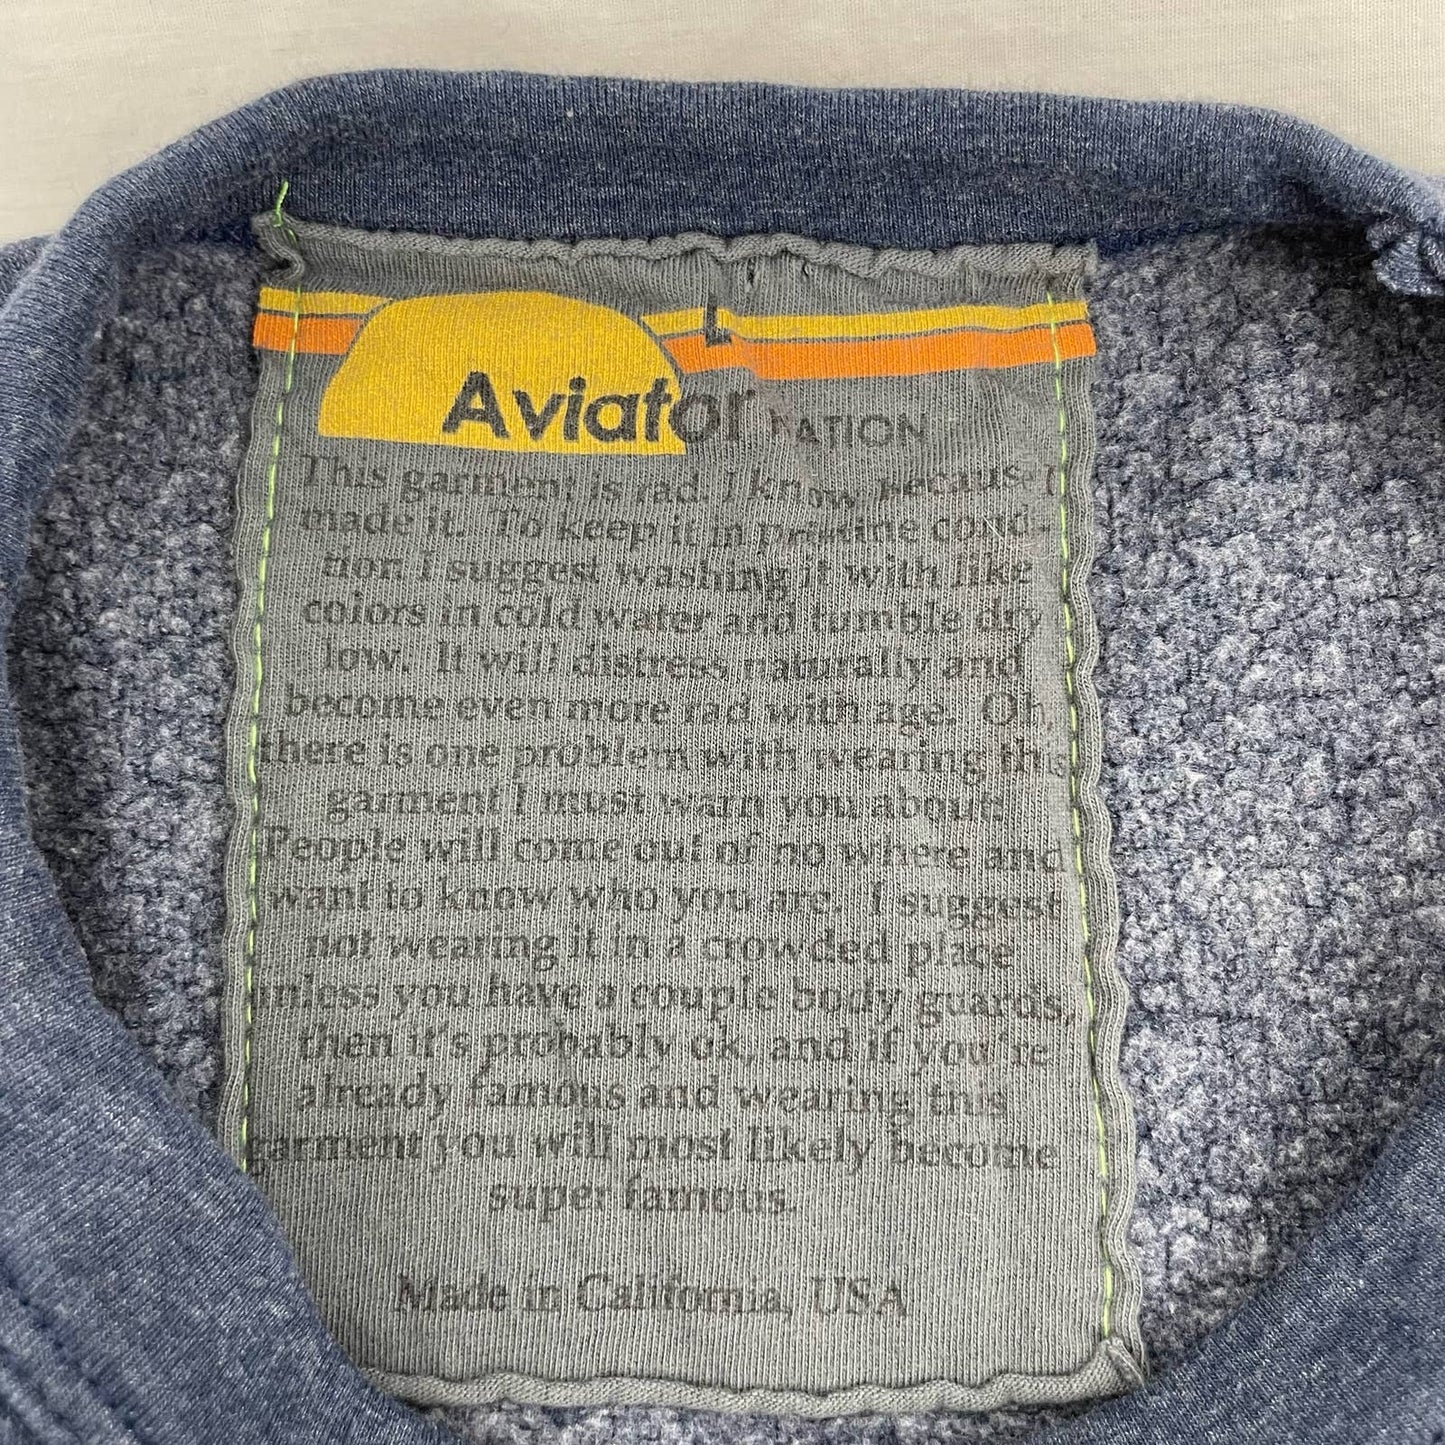 L
Aviator NATION
This garment is rad, I know, because I
made it. To keep it in pristine condi-
tion I suggest washing it with like
colors in cold water and tumble dry
low. It will distress naturally and
become even more rad with age. Oh,
there is one problem with wearing this
garment I must warn you about:
People will come out of no where and
want to know who you are. I suggest
not wearing it in a crowded place
unless you have a couple body guards,
then it's probably ok, and if you're
already famous and wearing this
garment you will most likely become
super famous.
Made in California, USA